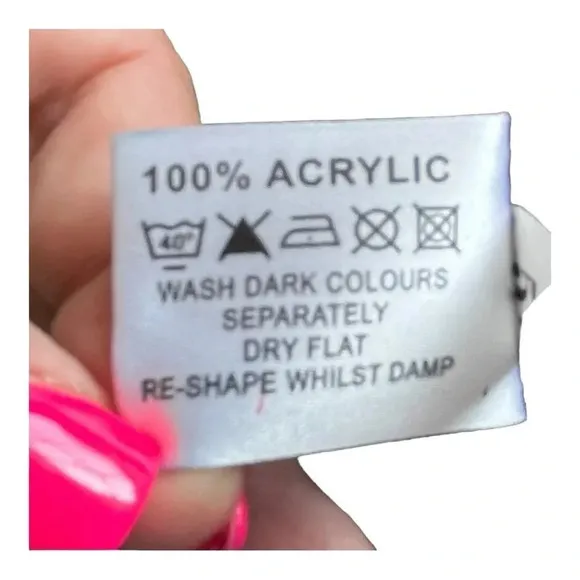 100% ACRYLIC
40°
WASH DARK COLOURS
SEPARATELY
DRY FLAT
RE-SHAPE WHILST DAMP